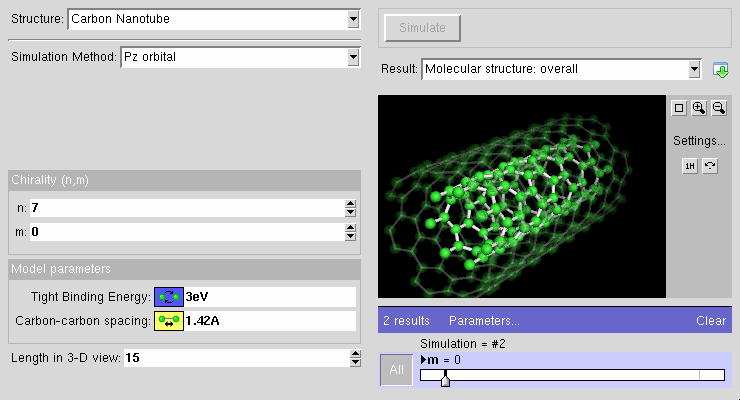 Structure: Carbon Nanotube
Simulation Method: Pz orbital
Chirality (n,m)
n: 7
m: 0
Model parameters
Tight Binding Energy: 3eV
Carbon-carbon spacing: 1.42A
Length in 3-D view: 15
Simulate
Result: Molecular structure: overall
Settings...
1H
2 results Parameters... Clear
Simulation = #2
All
m = 0